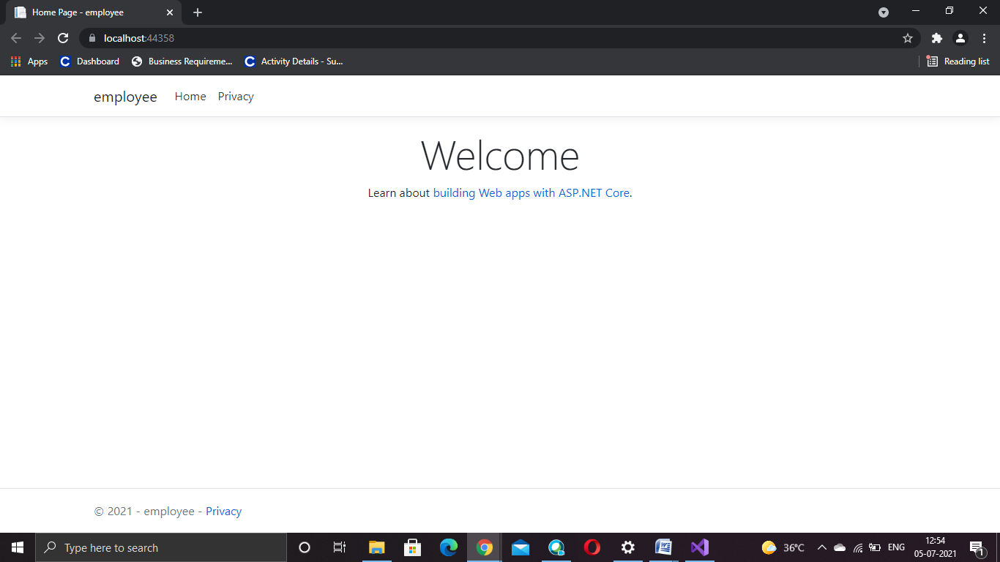 Home Page - employee
localhost:44358
Apps Dashboard Business Requireme... Activity Details - Su... Reading list
employee Home Privacy
Welcome
Learn about building Web apps with ASP.NET Core.
© 2021 - employee - Privacy
Type here to search 36°C ENG 12:54
05-07-2021 1